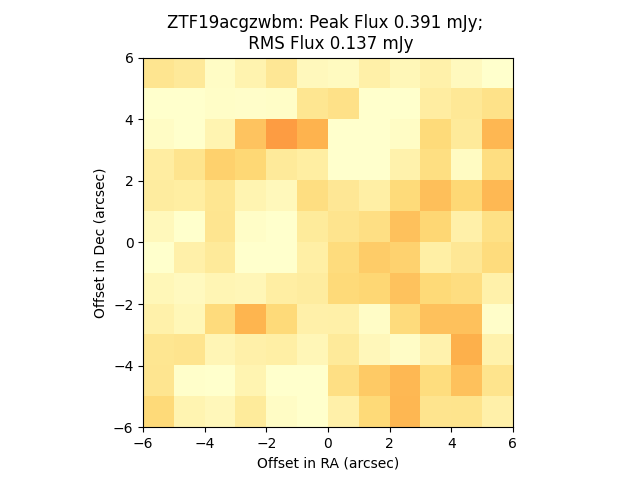 ZTF19acgzwbm: Peak Flux 0.391 mJy;
RMS Flux 0.137 mJy
6
4
2
0
−2
−4
−6
Offset in Dec (arcsec)
−6 −4 −2 0 2 4 6
Offset in RA (arcsec)